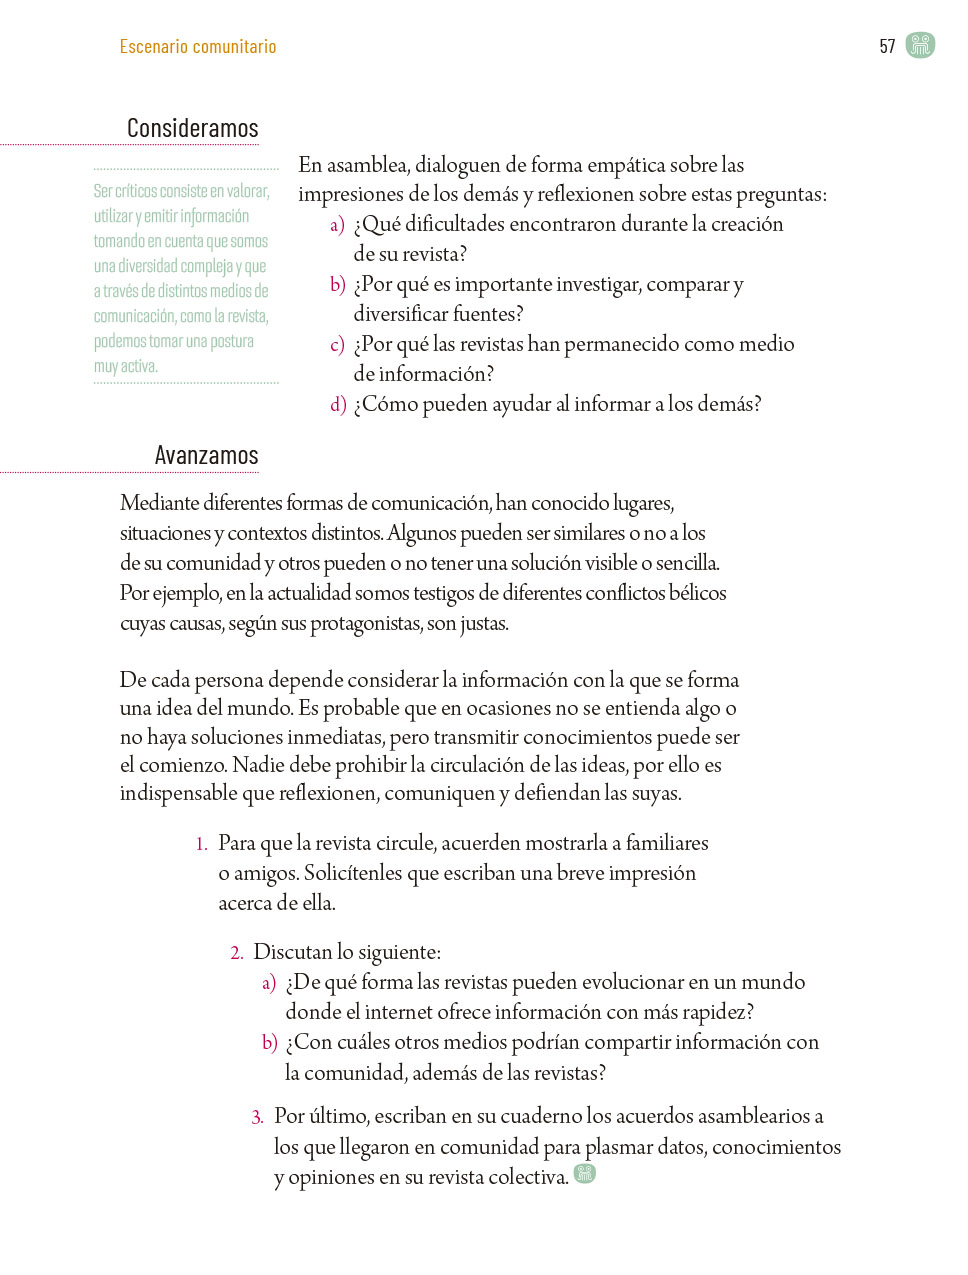 Escenario comunitario
57
Consideramos
Ser críticos consiste en valorar,
utilizar y emitir información
tomando en cuenta que somos
una diversidad compleja y que
a través de distintos medios de
comunicación, como la revista,
podemos tomar una postura
muy activa.
En asamblea, dialoguen de forma empática sobre las
impresiones de los demás y reflexionen sobre estas preguntas:
a) ¿Qué dificultades encontraron durante la creación
de su revista?
b) ¿Por qué es importante investigar, comparar y
diversificar fuentes?
c) ¿Por qué las revistas han permanecido como medio
de información?
d) ¿Cómo pueden ayudar al informar a los demás?
Avanzamos
Mediante diferentes formas de comunicación, han conocido lugares,
situaciones y contextos distintos. Algunos pueden ser similares o no a los
de su comunidad y otros pueden o no tener una solución visible o sencilla.
Por ejemplo, en la actualidad somos testigos de diferentes conflictos bélicos
cuyas causas, según sus protagonistas, son justas.
De cada persona depende considerar la información con la que se forma
una idea del mundo. Es probable que en ocasiones no se entienda algo o
no haya soluciones inmediatas, pero transmitir conocimientos puede ser
el comienzo. Nadie debe prohibir la circulación de las ideas, por ello es
indispensable que reflexionen, comuniquen y defiendan las suyas.
1. Para que la revista circule, acuerden mostrarla a familiares
o amigos. Solicítenles que escriban una breve impresión
acerca de ella.
2. Discutan lo siguiente:
a) ¿De qué forma las revistas pueden evolucionar en un mundo
donde el internet ofrece información con más rapidez?
b) ¿Con cuáles otros medios podrían compartir información con
la comunidad, además de las revistas?
3. Por último, escriban en su cuaderno los acuerdos asamblearios a
los que llegaron en comunidad para plasmar datos, conocimientos
y opiniones en su revista colectiva.